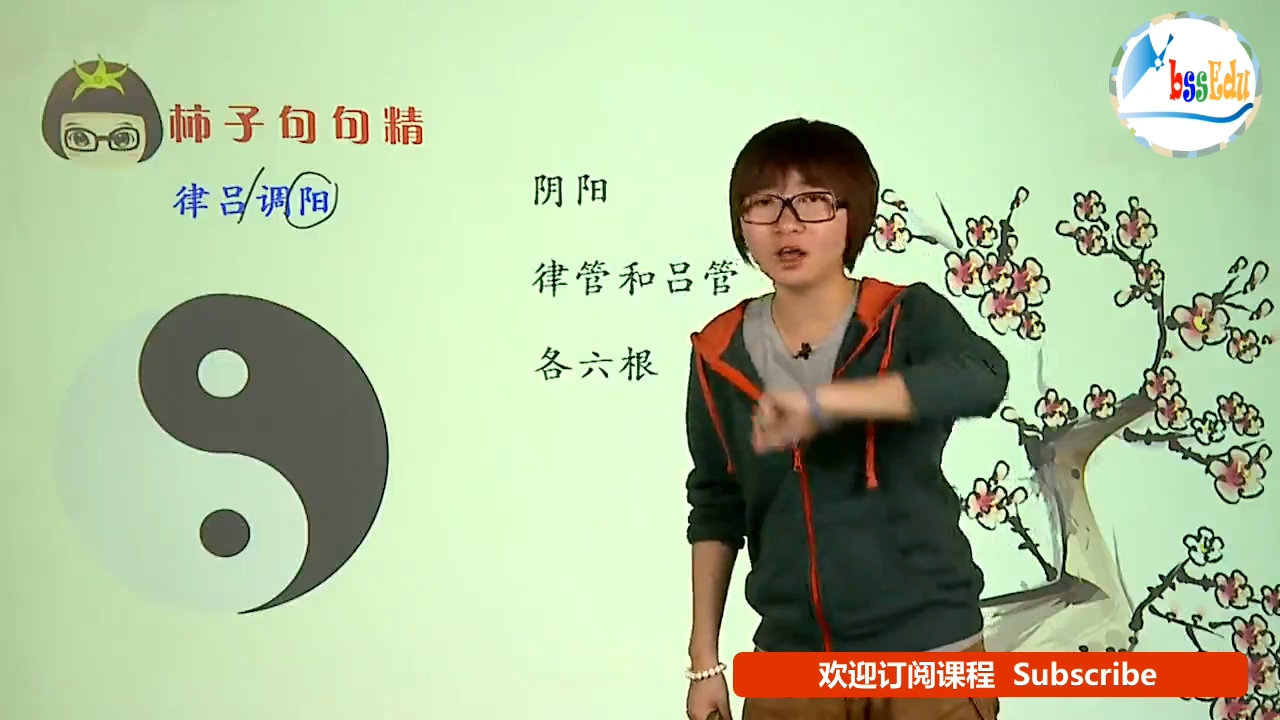 柿子句句精
律吕调阳
阴阳
律管和吕管
各六根
bssEdu
欢迎订阅课程 Subscribe